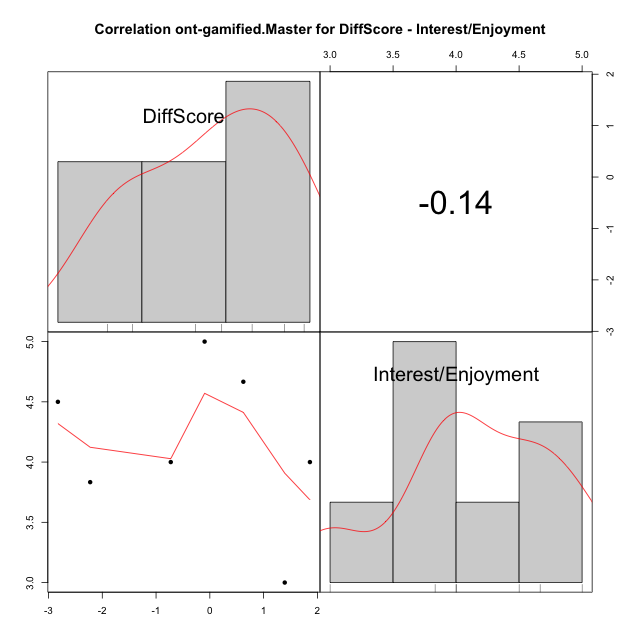 Correlation ont-gamified.Master for DiffScore - Interest/Enjoyment
3.0 3.5 4.0 4.5 5.0
DiffScore
2
1
0
-1
-2
-3
-0.14
5.0
4.5
4.0
3.5
3.0
Interest/Enjoyment
-3 -2 -1 0 1 2